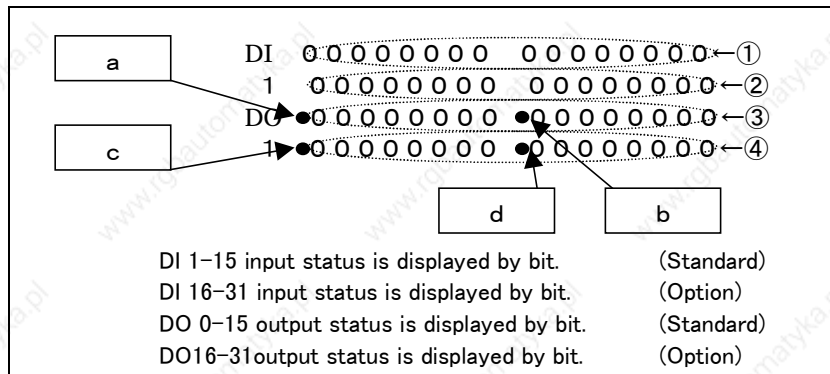 a
DI 0 0 0 0 0 0 0 0 0 0 0 0 0 0 0 0 ←①
1 0 0 0 0 0 0 0 0 0 0 0 0 0 0 0 0 ←②
DO ●0 0 0 0 0 0 0 0 ●0 0 0 0 0 0 0 0 ←③
c
1 ●0 0 0 0 0 0 0 0 ●0 0 0 0 0 0 0 0 ←④
d b
DI 1-15 input status is displayed by bit. (Standard)
DI 16-31 input status is displayed by bit. (Option)
DO 0-15 output status is displayed by bit. (Standard)
DO16-31output status is displayed by bit. (Option)
www.rgbautomatyka.pl